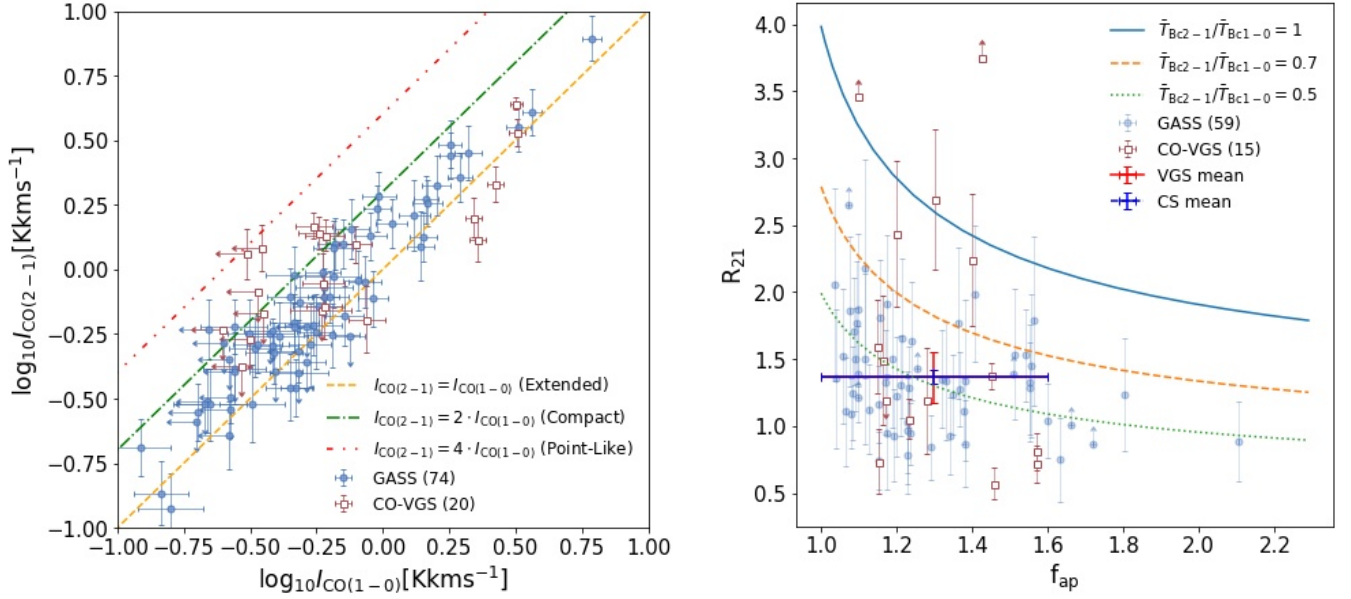 1.00
0.75
0.50
0.25
0.00
−0.25
−0.50
−0.75
−1.00
log₁₀I_CO(2−1)[Kkms⁻¹]
I_CO(2−1) = I_CO(1−0) (Extended)
I_CO(2−1) = 2 · I_CO(1−0) (Compact)
I_CO(2−1) = 4 · I_CO(1−0) (Point-Like)
GASS (74)
CO-VGS (20)
−1.00 −0.75 −0.50 −0.25 0.00 0.25 0.50 0.75 1.00
log₁₀I_CO(1−0)[Kkms⁻¹]
4.0
3.5
3.0
2.5
2.0
1.5
1.0
0.5
R₂₁
T̄_Bc2−1/T̄_Bc1−0 = 1
T̄_Bc2−1/T̄_Bc1−0 = 0.7
T̄_Bc2−1/T̄_Bc1−0 = 0.5
GASS (59)
CO-VGS (15)
VGS mean
CS mean
1.0 1.2 1.4 1.6 1.8 2.0 2.2
f_ap